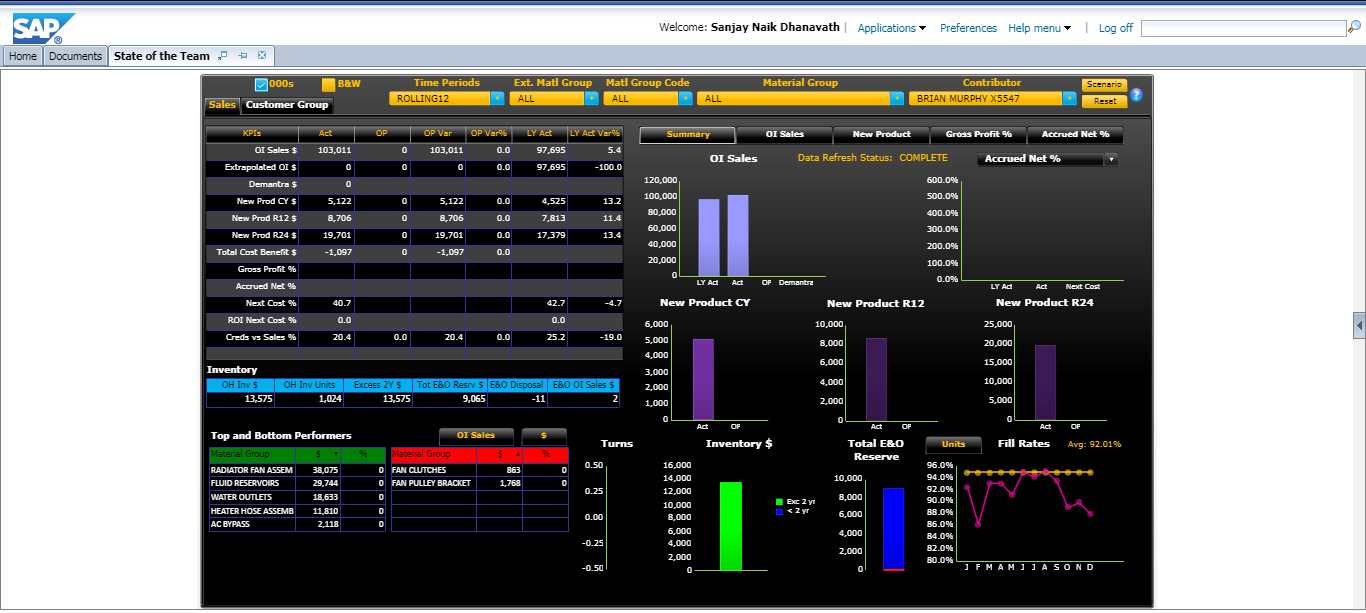 SAP®
Welcome: Sanjay Naik Dhanavath | Applications Preferences Help menu | Log off
Home Documents State of the Team
000s B&W Time Periods Ext. Matl Group Matl Group Code Material Group Contributor Scenario
ROLLING12 ALL ALL ALL BRIAN MURPHY X5547 Reset ?
Sales Customer Group
KPIs Act OP OP Var OP Var% LY Act LY Act Var%
OI Sales $ 103,011 0 103,011 0.0 97,695 5.4
Extrapolated OI $ 0 0 0 0.0 97,695 -100.0
Demantra $ 0
New Prod CY $ 5,122 0 5,122 0.0 4,525 13.2
New Prod R12 $ 8,706 0 8,706 0.0 7,813 11.4
New Prod R24 $ 19,701 0 19,701 0.0 17,379 13.4
Total Cost Benefit $ -1,097 0 -1,097 0.0
Gross Profit %
Accrued Net %
Next Cost % 40.7 42.7 -4.7
ROI Next Cost % 0.0 0.0
Creds vs Sales % 20.4 0.0 20.4 0.0 25.2 -19.0
Inventory
OH Inv $ OH Inv Units Excess 2Y $ Tot E&O Resrv $ E&O Disposal E&O OI Sales $
13,575 1,024 13,575 9,065 -11 2
Top and Bottom Performers OI Sales $
Material Group $ % Material Group $ %
RADIATOR FAN ASSEM 38,075 0 FAN CLUTCHES 863 0
FLUID RESERVOIRS 29,744 0 FAN PULLEY BRACKET 1,768 0
WATER OUTLETS 18,633 0
HEATER HOSE ASSEMB 11,810 0
AC BYPASS 2,118 0
Summary OI Sales New Product Gross Profit % Accrued Net %
OI Sales Data Refresh Status: COMPLETE Accrued Net %
120,000
100,000
80,000
60,000
40,000
20,000
0
LY Act Act OP Demantra
600.0%
500.0%
400.0%
300.0%
200.0%
100.0%
0.0%
LY Act Act Next Cost
New Product CY
6,000
5,000
4,000
3,000
2,000
1,000
0
Act OP
New Product R12
10,000
8,000
6,000
4,000
2,000
0
Act OP
New Product R24
25,000
20,000
15,000
10,000
5,000
0
Act OP
Turns
0.50
0.25
0.00
-0.25
-0.50
Inventory $
16,000
14,000
12,000
10,000
8,000
6,000
4,000
2,000
0
Exc 2 yr
< 2 yr
Total E&O
Reserve
10,000
8,000
6,000
4,000
2,000
0
Units Fill Rates Avg: 92.01%
96.0%
94.0%
92.0%
90.0%
88.0%
86.0%
84.0%
82.0%
80.0%
J F M A M J J A S O N D